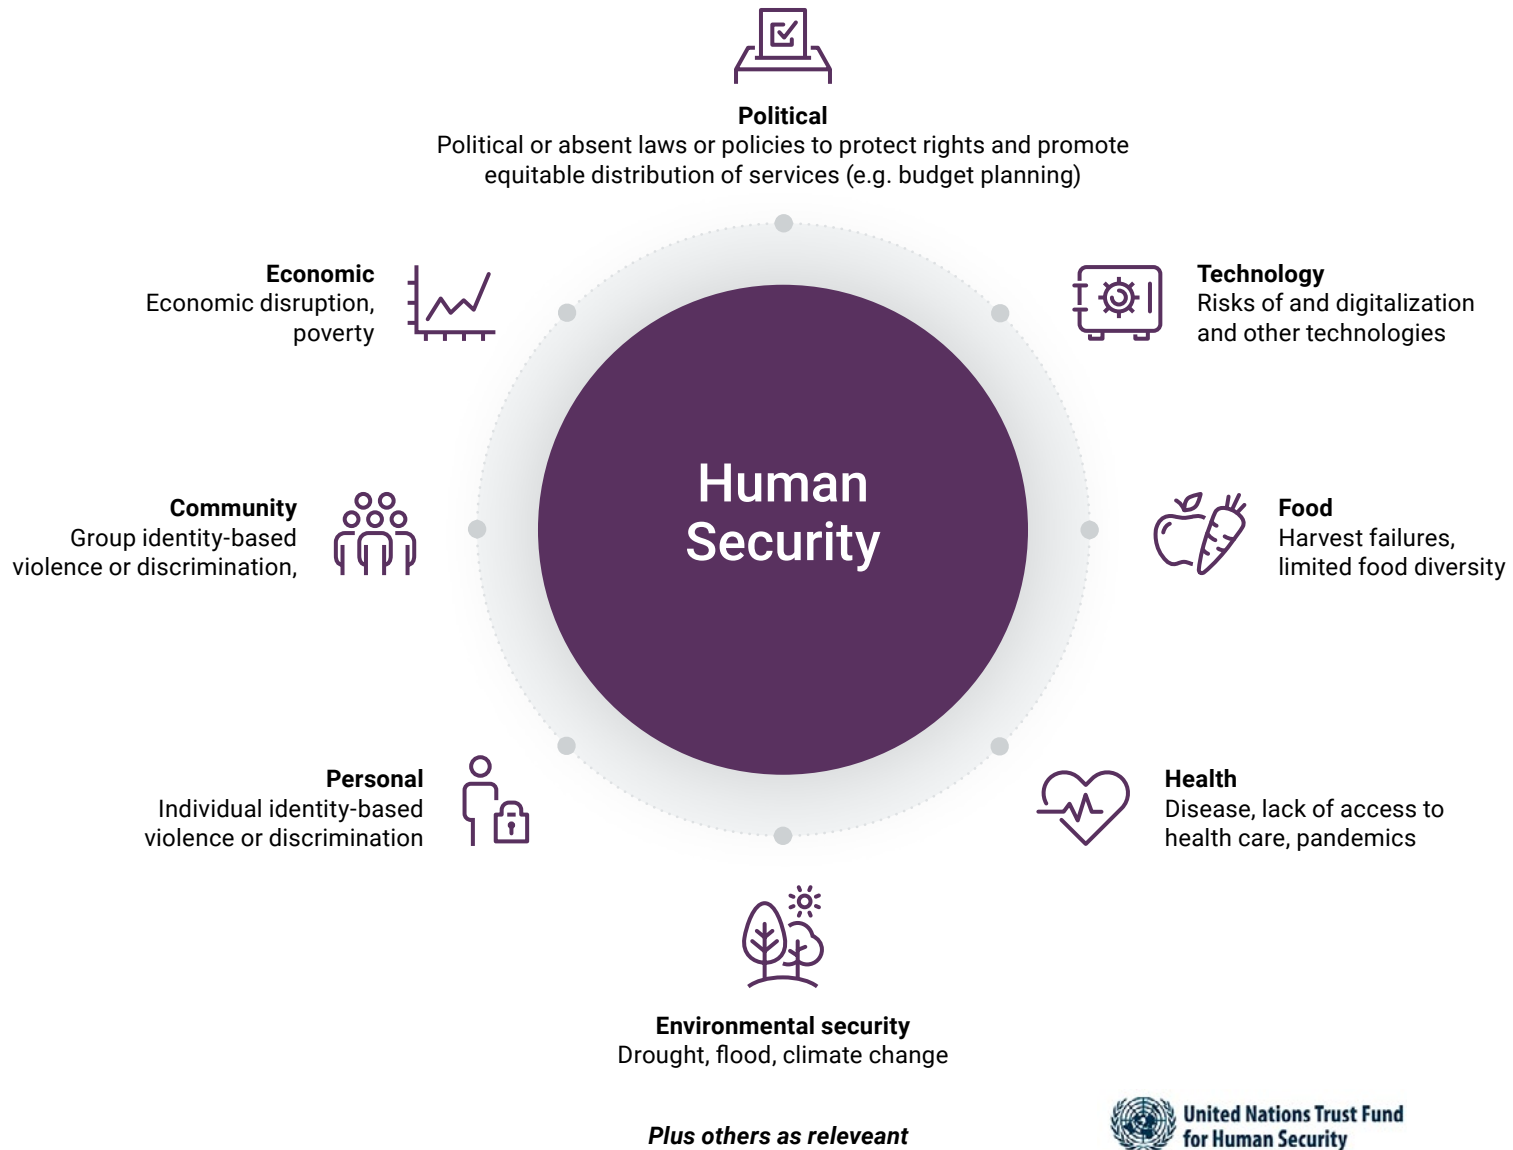 Political
Political or absent laws or policies to protect rights and promote
equitable distribution of services (e.g. budget planning)
Economic
Economic disruption,
poverty
Technology
Risks of and digitalization
and other technologies
Human
Security
Community
Group identity-based
violence or discrimination,
Food
Harvest failures,
limited food diversity
Personal
Individual identity-based
violence or discrimination
Health
Disease, lack of access to
health care, pandemics
Environmental security
Drought, flood, climate change
Plus others as releveant
United Nations Trust Fund
for Human Security